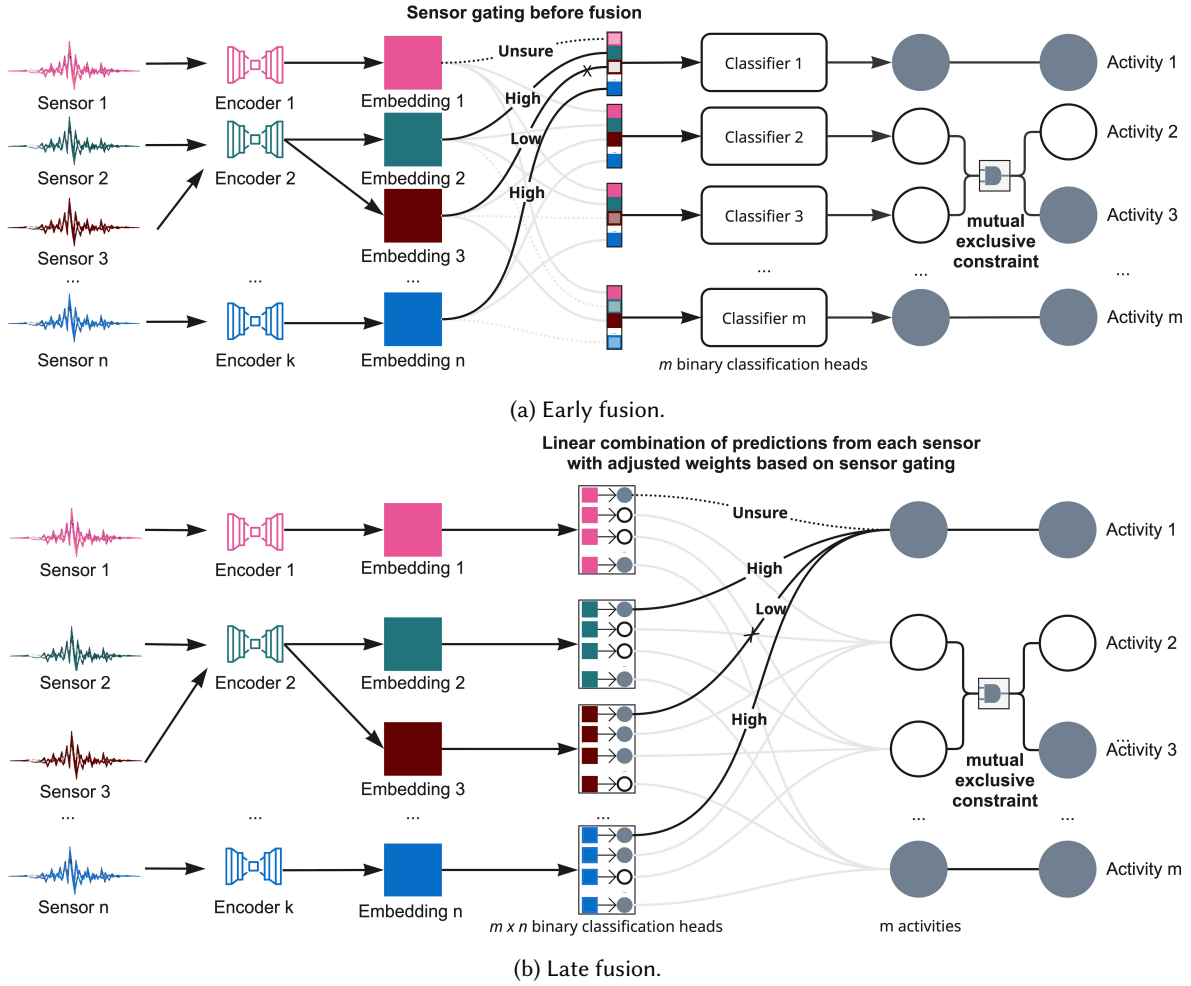 Sensor gating before fusion
Sensor 1
Encoder 1
Embedding 1
Unsure
Classifier 1
Activity 1
High
Sensor 2
Encoder 2
Embedding 2
Low
Classifier 2
Activity 2
High
Sensor 3
Embedding 3
Classifier 3
mutual
exclusive
constraint
Activity 3
...
...
...
...
...
...
Sensor n
Encoder k
Embedding n
Classifier m
Activity m
m binary classification heads
(a) Early fusion.
Linear combination of predictions from each sensor
with adjusted weights based on sensor gating
Sensor 1
Encoder 1
Embedding 1
Unsure
Activity 1
High
Low
Sensor 2
Encoder 2
Embedding 2
Activity 2
High
Sensor 3
Embedding 3
mutual
exclusive
constraint
...
Activity 3
...
...
...
...
...
...
Sensor n
Encoder k
Embedding n
Activity m
m x n binary classification heads
m activities
(b) Late fusion.